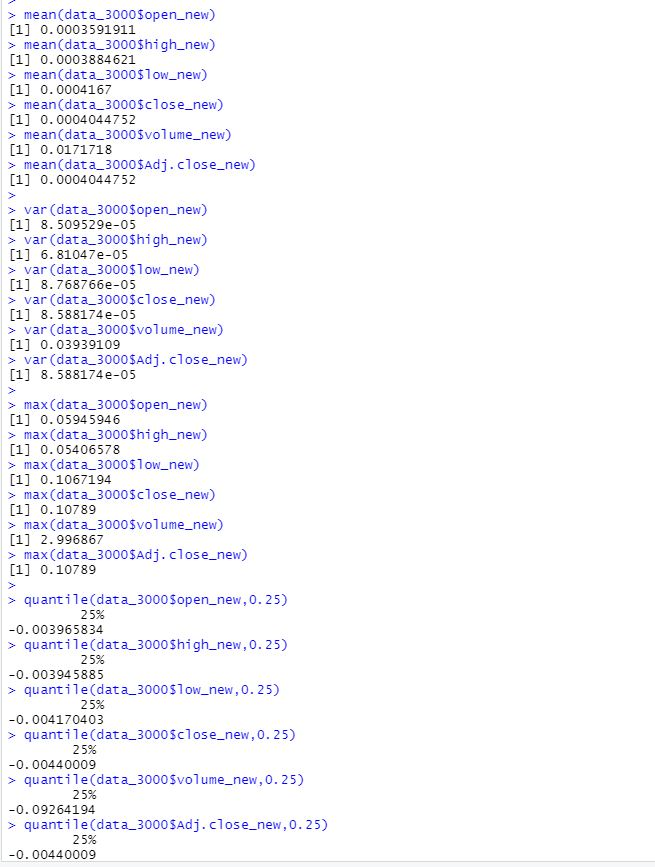 >
> mean(data_3000$open_new)
[1] 0.0003591911
> mean(data_3000$high_new)
[1] 0.0003884621
> mean(data_3000$low_new)
[1] 0.0004167
> mean(data_3000$close_new)
[1] 0.0004044752
> mean(data_3000$volume_new)
[1] 0.0171718
> mean(data_3000$Adj.close_new)
[1] 0.0004044752
>
> var(data_3000$open_new)
[1] 8.509529e-05
> var(data_3000$high_new)
[1] 6.81047e-05
> var(data_3000$low_new)
[1] 8.768766e-05
> var(data_3000$close_new)
[1] 8.588174e-05
> var(data_3000$volume_new)
[1] 0.03939109
> var(data_3000$Adj.close_new)
[1] 8.588174e-05
>
> max(data_3000$open_new)
[1] 0.05945946
> max(data_3000$high_new)
[1] 0.05406578
> max(data_3000$low_new)
[1] 0.1067194
> max(data_3000$close_new)
[1] 0.10789
> max(data_3000$volume_new)
[1] 2.996867
> max(data_3000$Adj.close_new)
[1] 0.10789
>
> quantile(data_3000$open_new,0.25)
25%
-0.003965834
> quantile(data_3000$high_new,0.25)
25%
-0.003945885
> quantile(data_3000$low_new,0.25)
25%
-0.004170403
> quantile(data_3000$close_new,0.25)
25%
-0.00440009
> quantile(data_3000$volume_new,0.25)
25%
-0.09264194
> quantile(data_3000$Adj.close_new,0.25)
25%
-0.00440009